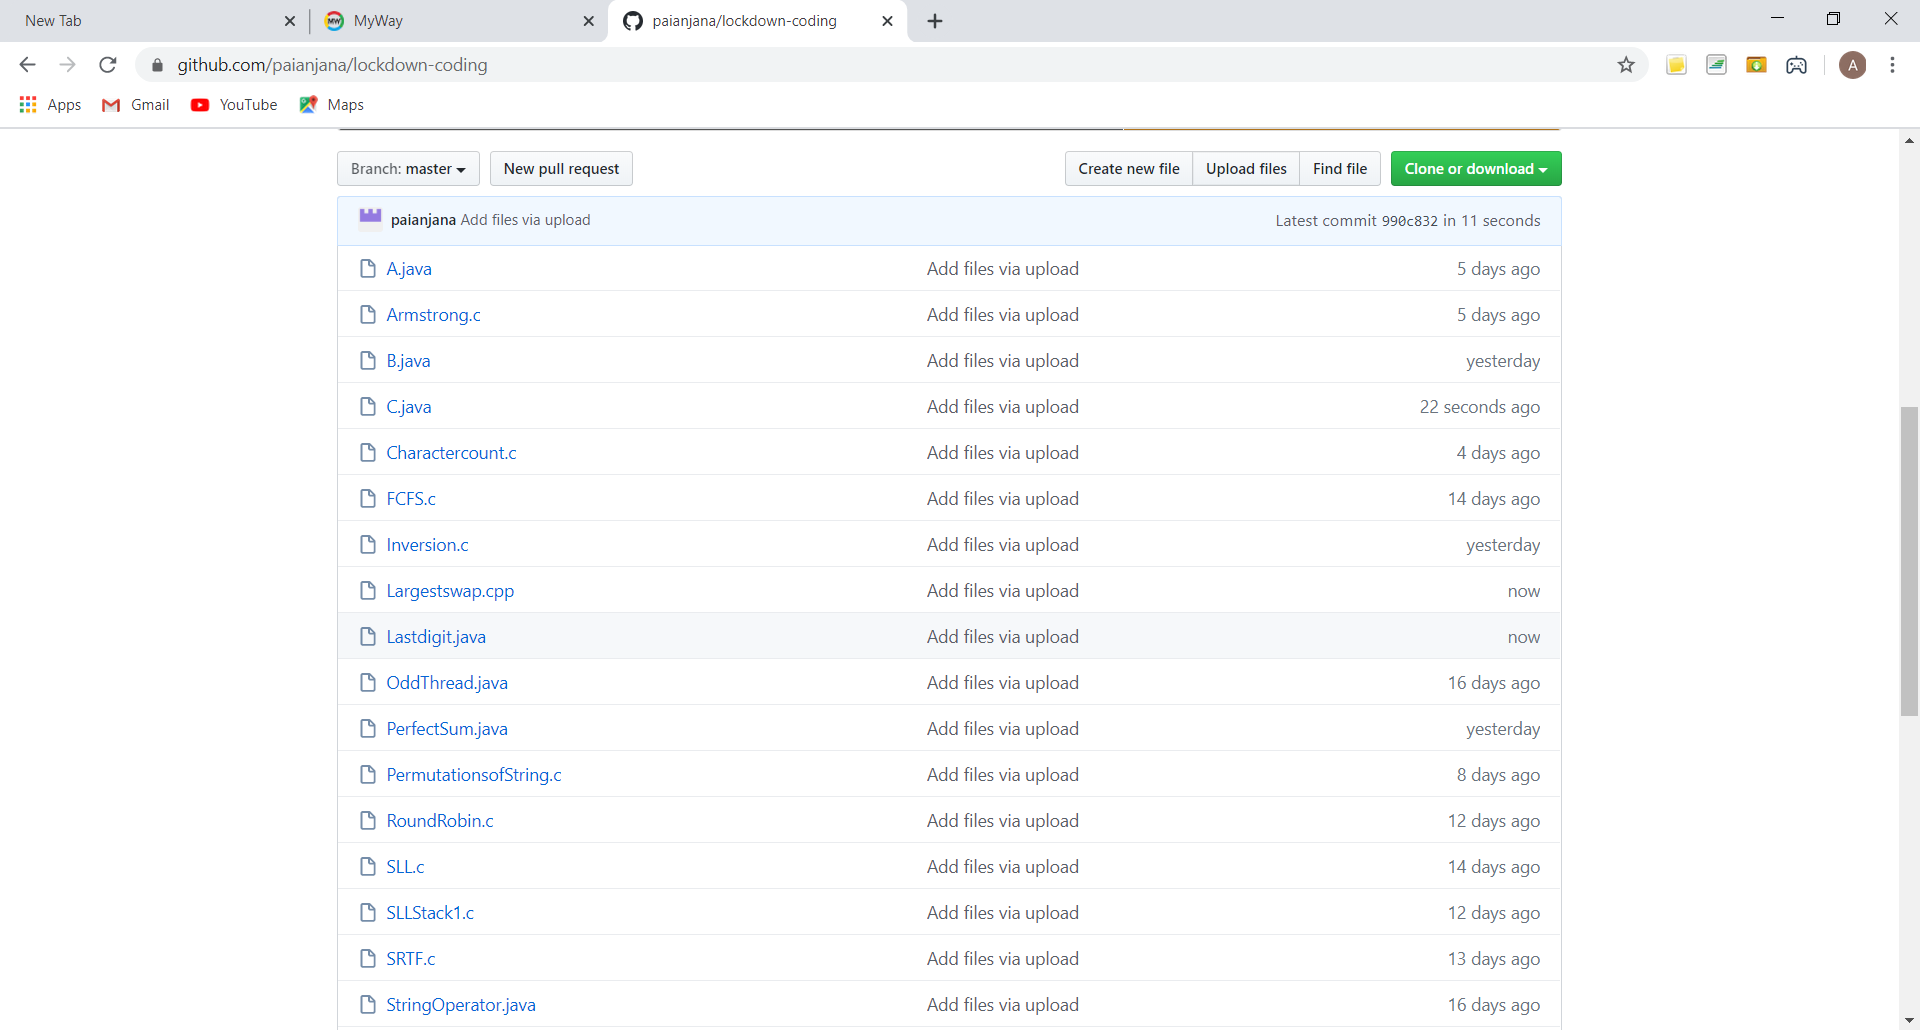 New Tab
MyWay
paianjana/lockdown-coding
github.com/paianjana/lockdown-coding
A
Apps
Gmail
YouTube
Maps
Branch: master
New pull request
Create new file
Upload files
Find file
Clone or download
paianjana Add files via upload
Latest commit 990c832 in 11 seconds
A.java Add files via upload 5 days ago
Armstrong.c Add files via upload 5 days ago
B.java Add files via upload yesterday
C.java Add files via upload 22 seconds ago
Charactercount.c Add files via upload 4 days ago
FCFS.c Add files via upload 14 days ago
Inversion.c Add files via upload yesterday
Largestswap.cpp Add files via upload now
Lastdigit.java Add files via upload now
OddThread.java Add files via upload 16 days ago
PerfectSum.java Add files via upload yesterday
PermutationsofString.c Add files via upload 8 days ago
RoundRobin.c Add files via upload 12 days ago
SLL.c Add files via upload 14 days ago
SLLStack1.c Add files via upload 12 days ago
SRTF.c Add files via upload 13 days ago
StringOperator.java Add files via upload 16 days ago